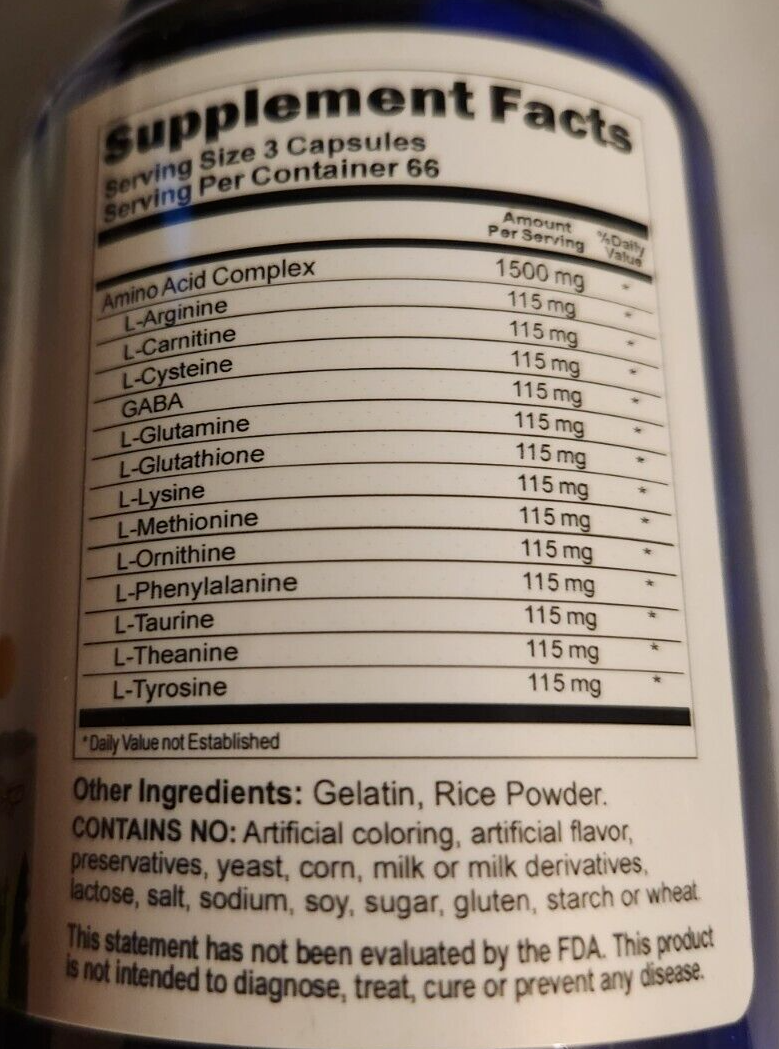 Supplement Facts
Serving Size 3 Capsules
Serving Per Container 66
Amount Per Serving %Daily Value
Amino Acid Complex 1500 mg *
L-Arginine 115 mg *
L-Carnitine 115 mg *
L-Cysteine 115 mg *
GABA 115 mg *
L-Glutamine 115 mg *
L-Glutathione 115 mg *
L-Lysine 115 mg *
L-Methionine 115 mg *
L-Ornithine 115 mg *
L-Phenylalanine 115 mg *
L-Taurine 115 mg *
L-Theanine 115 mg *
L-Tyrosine 115 mg *
*Daily Value not Established
Other Ingredients: Gelatin, Rice Powder.
CONTAINS NO: Artificial coloring, artificial flavor,
preservatives, yeast, corn, milk or milk derivatives,
lactose, salt, sodium, soy, sugar, gluten, starch or wheat.
This statement has not been evaluated by the FDA. This product
is not intended to diagnose, treat, cure or prevent any disease.